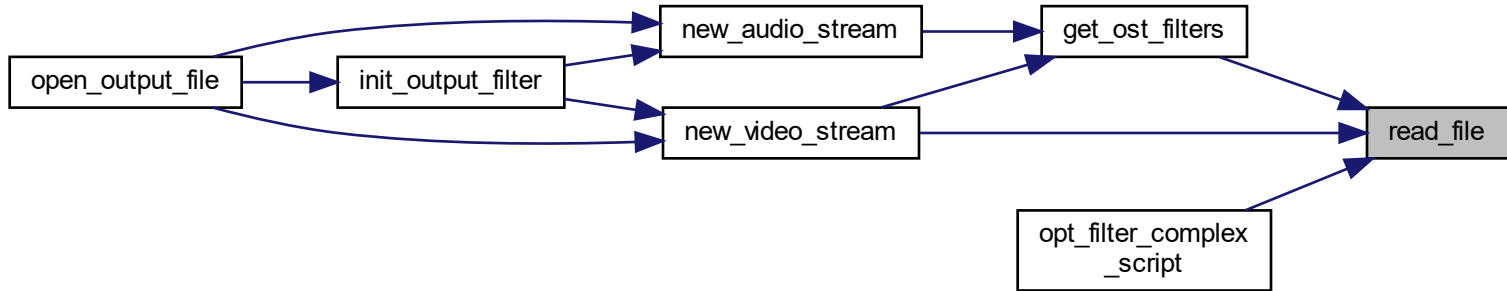 open_output_file
init_output_filter
new_audio_stream
get_ost_filters
new_video_stream
read_file
opt_filter_complex
_script